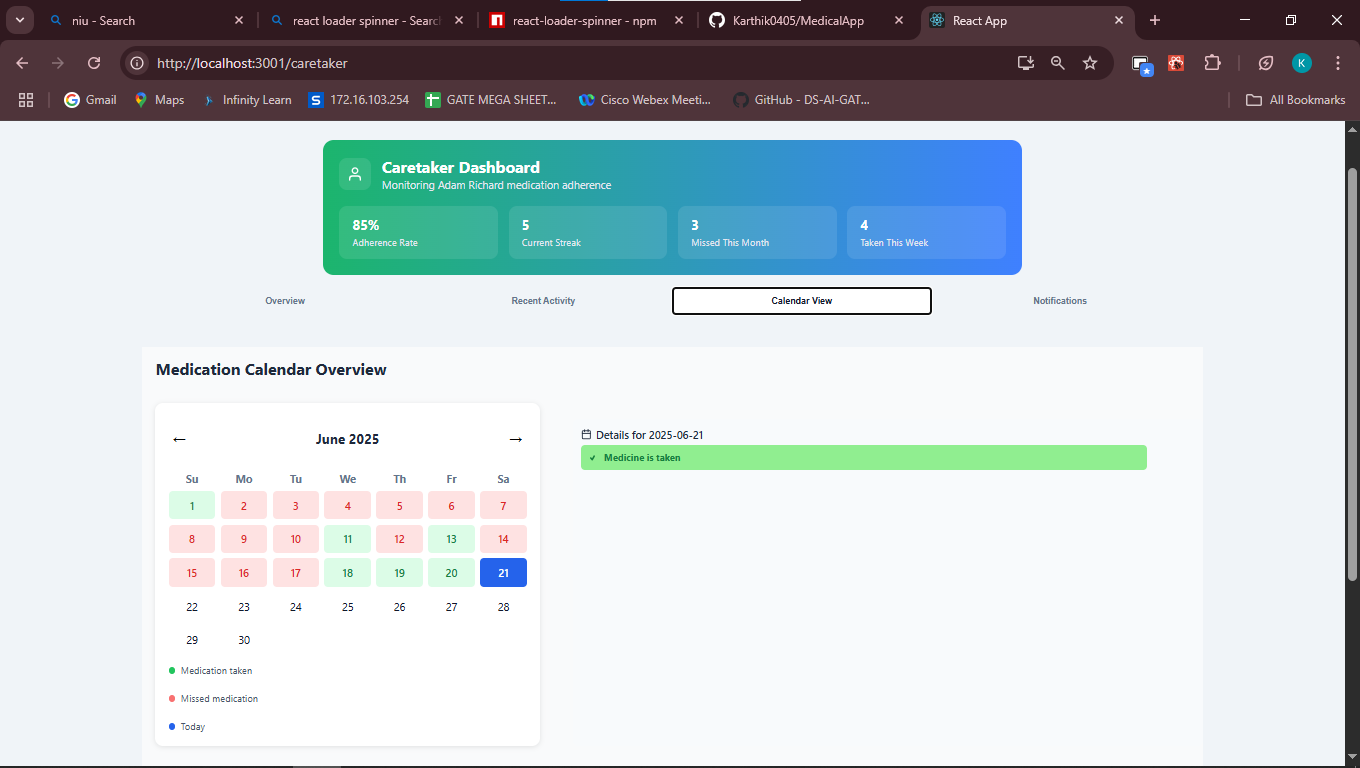 niu - Search
react loader spinner - Searc
react-loader-spinner - npm
Karthik0405/MedicalApp
React App
http://localhost:3001/caretaker
K
Gmail
Maps
Infinity Learn
S 172.16.103.254
GATE MEGA SHEET...
Cisco Webex Meeti...
GitHub - DS-AI-GAT...
All Bookmarks
Caretaker Dashboard
Monitoring Adam Richard medication adherence
85% 5 3 4
Adherence Rate Current Streak Missed This Month Taken This Week
Overview Recent Activity Calendar View Notifications
Medication Calendar Overview
← June 2025 →
Su Mo Tu We Th Fr Sa
1 2 3 4 5 6 7
8 9 10 11 12 13 14
15 16 17 18 19 20 21
22 23 24 25 26 27 28
29 30
Medication taken
Missed medication
Today
Details for 2025-06-21
✔ Medicine is taken